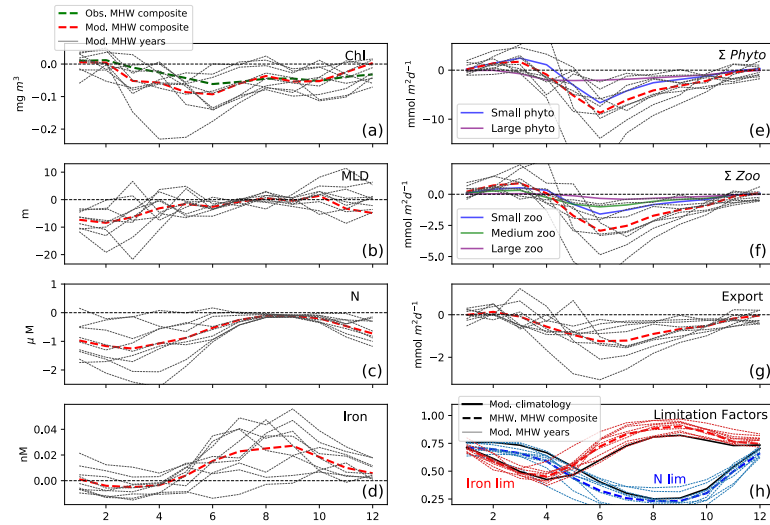 Obs. MHW composite
Mod. MHW composite
Mod. MHW years
Chl
0.0
−0.1
−0.2
mg m³
(a)
MLD
10
0
−10
−20
m
(b)
N
1
0
−1
−2
μ M
(c)
Iron
0.04
0.02
0.00
nM
(d)
2 4 6 8 10 12
Σ Phyto
0
−10
mmol m²d⁻¹
Small phyto
Large phyto
(e)
Σ Zoo
2.5
0.0
−2.5
−5.0
mmol m²d⁻¹
Small zoo
Medium zoo
Large zoo
(f)
Export
0
−2
mmol m²d⁻¹
(g)
Limitation Factors
1.00
0.75
0.50
0.25
Mod. climatology
MHW. MHW composite
Mod. MHW years
Iron lim
N lim
(h)
2 4 6 8 10 12